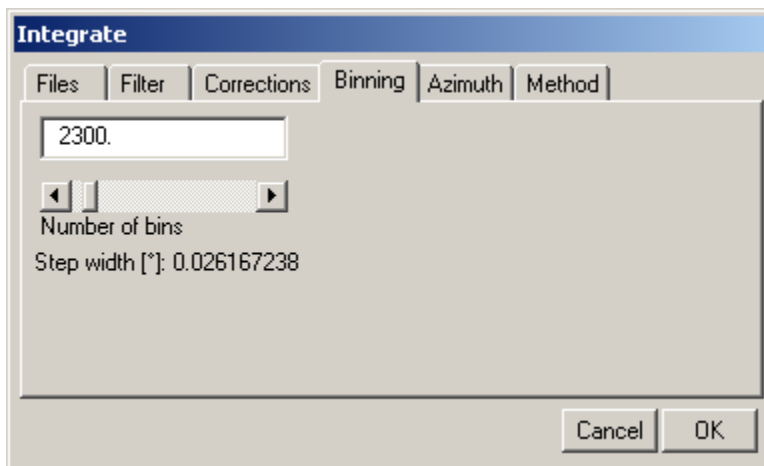 Integrate
Files Filter Corrections Binning Azimuth Method
2300.
Number of bins
Step width [°]: 0.026167238
Cancel OK